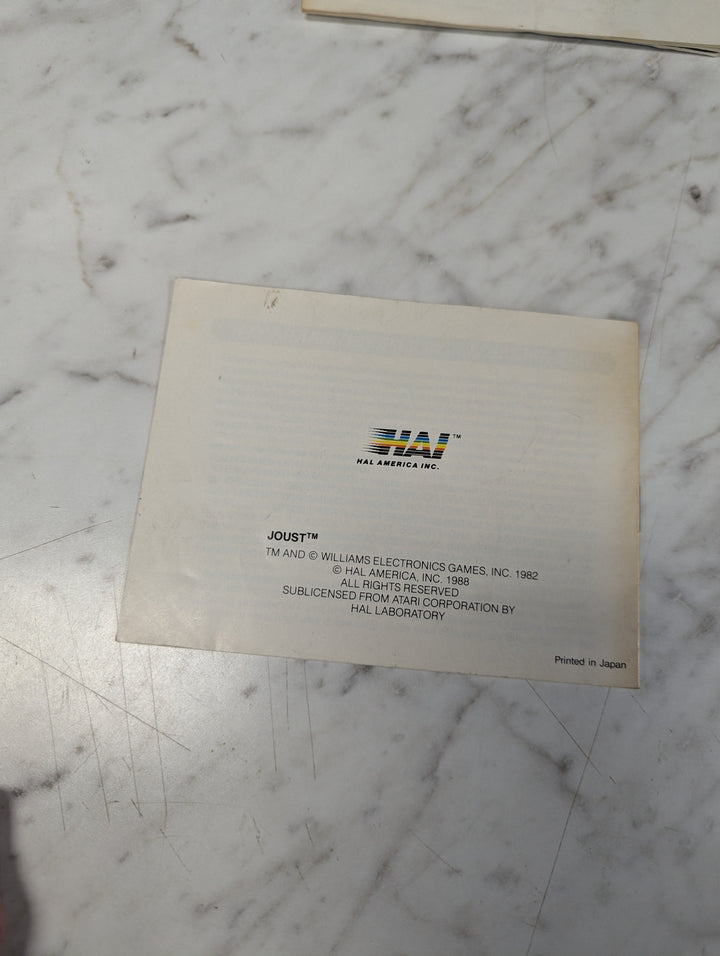 HAL™
HAL AMERICA INC.
JOUST™
TM AND © WILLIAMS ELECTRONICS GAMES, INC. 1982
© HAL AMERICA, INC. 1988
ALL RIGHTS RESERVED
SUBLICENSED FROM ATARI CORPORATION BY
HAL LABORATORY
Printed in Japan